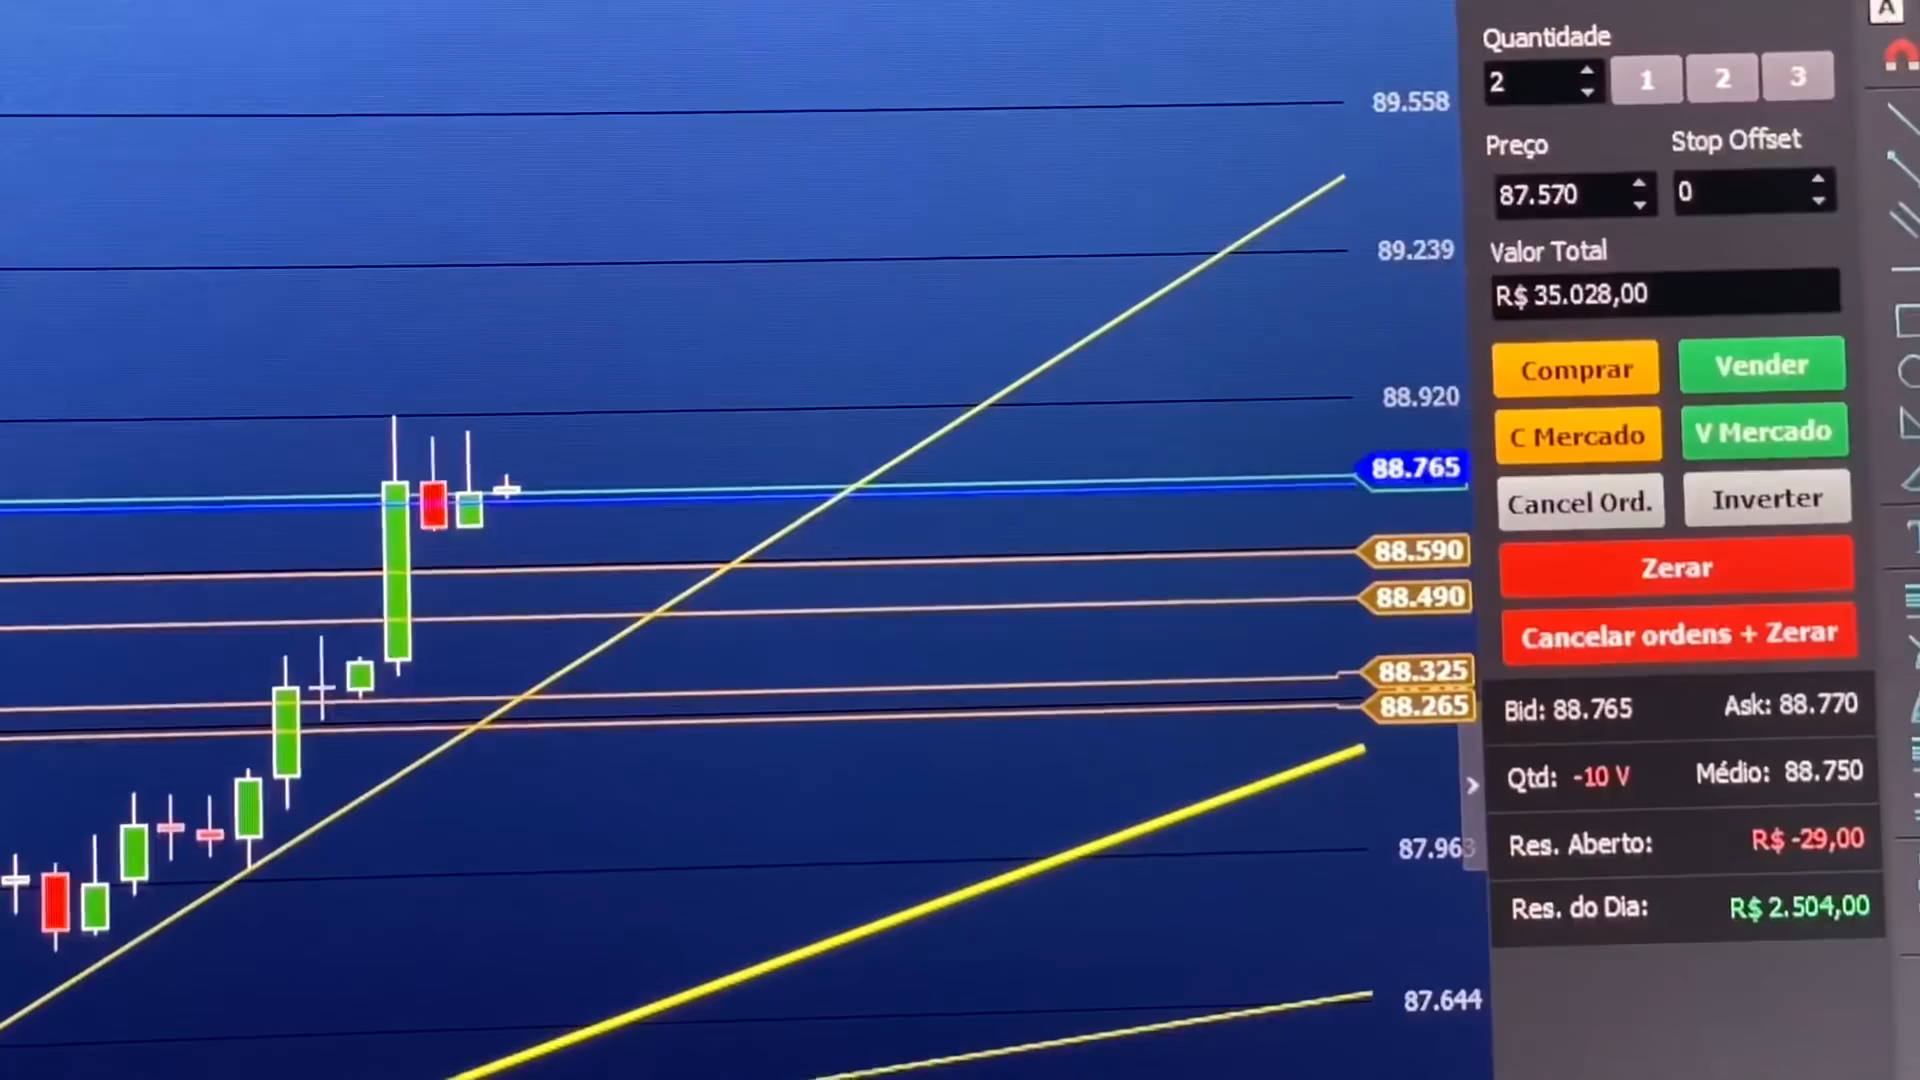 A
Quantidade
2 1 2 3
Preço Stop Offset
87.570 0
Valor Total
R$ 35.028,00
Comprar Vender
C Mercado V Mercado
Cancel Ord. Inverter
Zerar
Cancelar ordens + Zerar
Bid: 88.765 Ask: 88.770
Qtd: -10 V Médio: 88.750
Res. Aberto: R$ -29,00
Res. do Dia: R$ 2.504,00
89.558
89.239
88.920
88.765
88.590
88.490
88.325
88.265
87.963
87.644